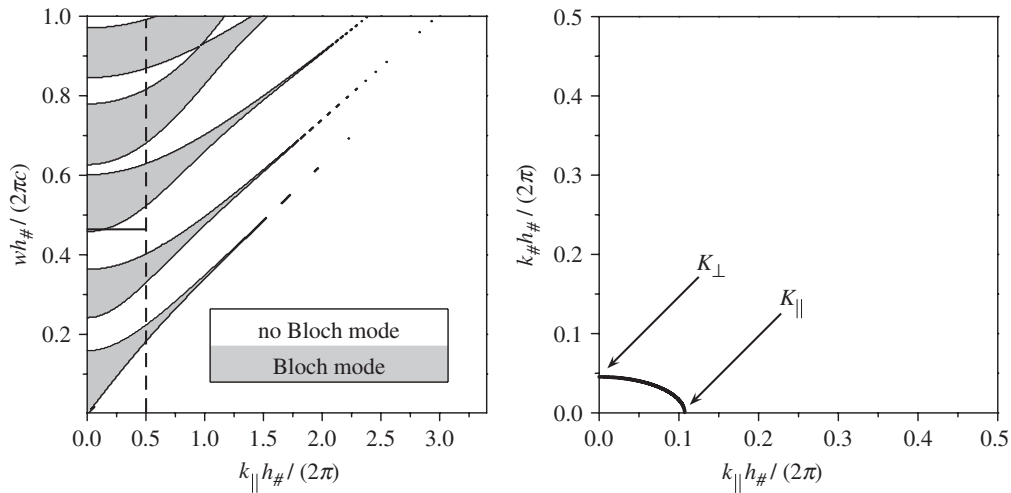 1.0
0.8
0.6
0.4
0.2
wh# / (2πc)
no Bloch mode
Bloch mode
0.0 0.5 1.0 1.5 2.0 2.5 3.0
k|| h# / (2π)
0.5
0.4
0.3
0.2
0.1
0.0
k# h# / (2π)
K⊥
K||
0.0 0.1 0.2 0.3 0.4 0.5
k|| h# / (2π)